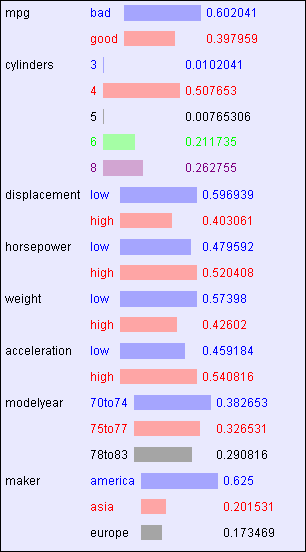 mpg bad 0.602041
good 0.397959
cylinders 3 0.0102041
4 0.507653
5 0.00765306
6 0.211735
8 0.262755
displacement low 0.596939
high 0.403061
horsepower low 0.479592
high 0.520408
weight low 0.57398
high 0.42602
acceleration low 0.459184
high 0.540816
modelyear 70to74 0.382653
75to77 0.326531
78to83 0.290816
maker america 0.625
asia 0.201531
europe 0.173469